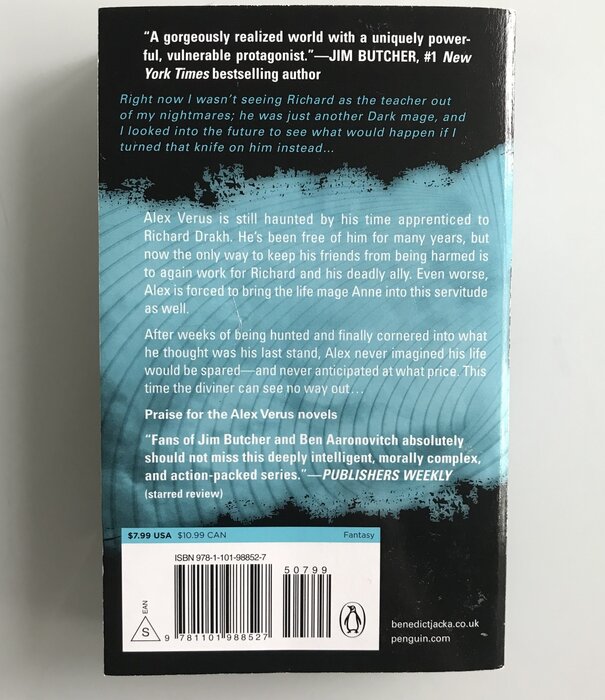 “A gorgeously realized world with a uniquely power-
ful, vulnerable protagonist.”—JIM BUTCHER, #1 New
York Times bestselling author
Right now I wasn’t seeing Richard as the teacher out
of my nightmares; he was just another Dark mage, and
I looked into the future to see what would happen if I
turned that knife on him instead…
Alex Verus is still haunted by his time apprenticed to
Richard Drakh. He’s been free of him for many years, but
now the only way to keep his friends from being harmed is
to again work for Richard and his deadly ally. Even worse,
Alex is forced to bring the life mage Anne into this servitude
as well.
After weeks of being hunted and finally cornered into what
he thought was his last stand, Alex never imagined his life
would be spared—and never anticipated at what price. This
time the diviner can see no way out…
Praise for the Alex Verus novels
“Fans of Jim Butcher and Ben Aaronovitch absolutely
should not miss this deeply intelligent, morally complex,
and action-packed series.”—PUBLISHERS WEEKLY
(starred review)
$7.99 USA $10.99 CAN Fantasy
ISBN 978-1-101-98852-7
50799
EAN
S
9 781101 988527
benedictjacka.co.uk
penguin.com